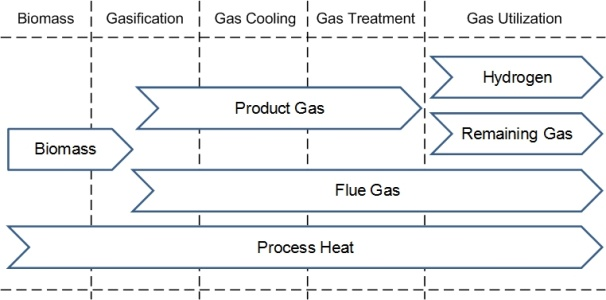 Biomass
Gasification
Gas Cooling
Gas Treatment
Gas Utilization
Hydrogen
Product Gas
Remaining Gas
Biomass
Flue Gas
Process Heat